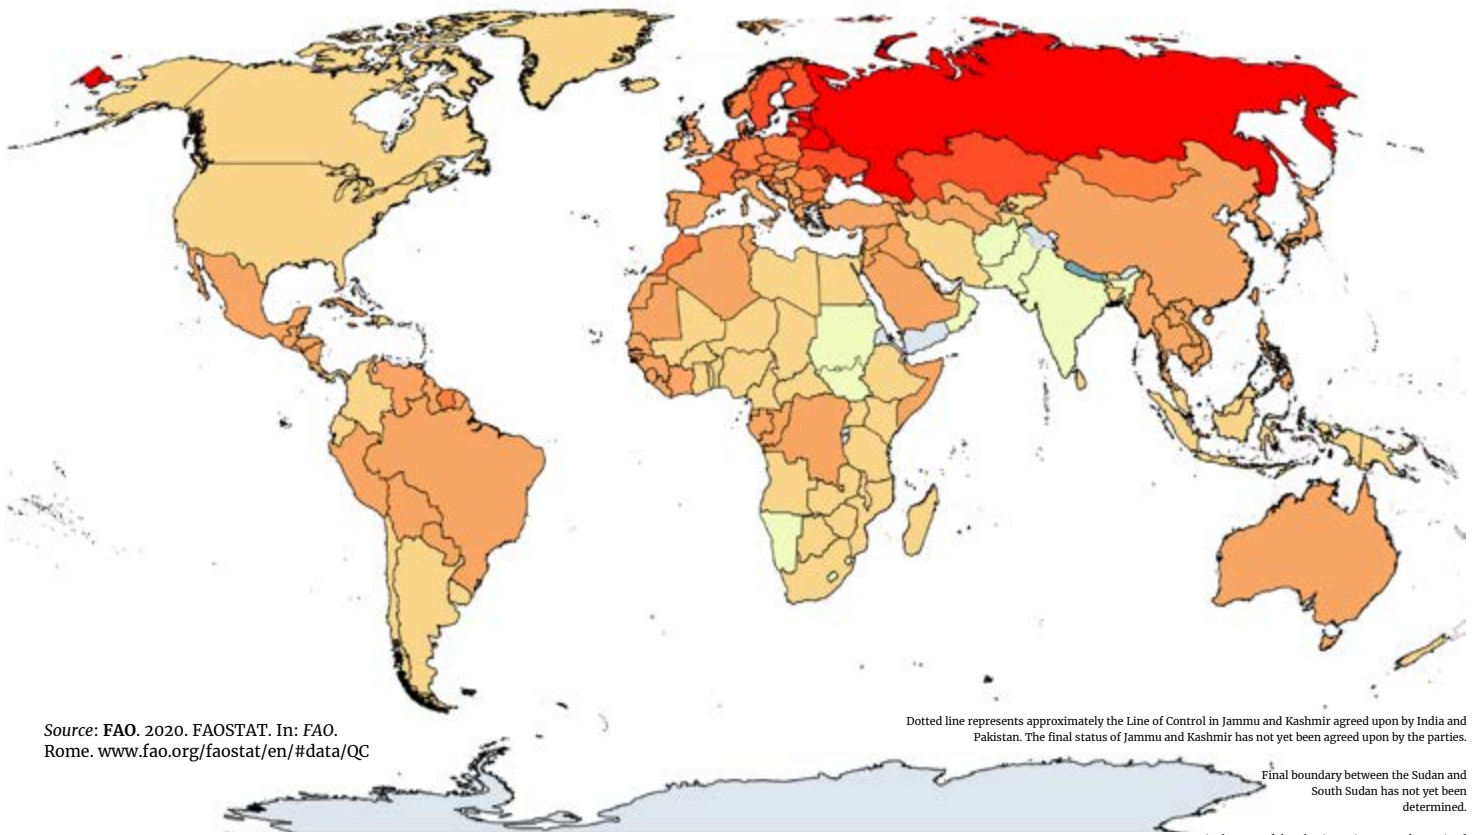 Source: FAO. 2020. FAOSTAT. In: FAO.
Rome. www.fao.org/faostat/en/#data/QC
Dotted line represents approximately the Line of Control in Jammu and Kashmir agreed upon by India and
Pakistan. The final status of Jammu and Kashmir has not yet been agreed upon by the parties.
Final boundary between the Sudan and
South Sudan has not yet been
determined.